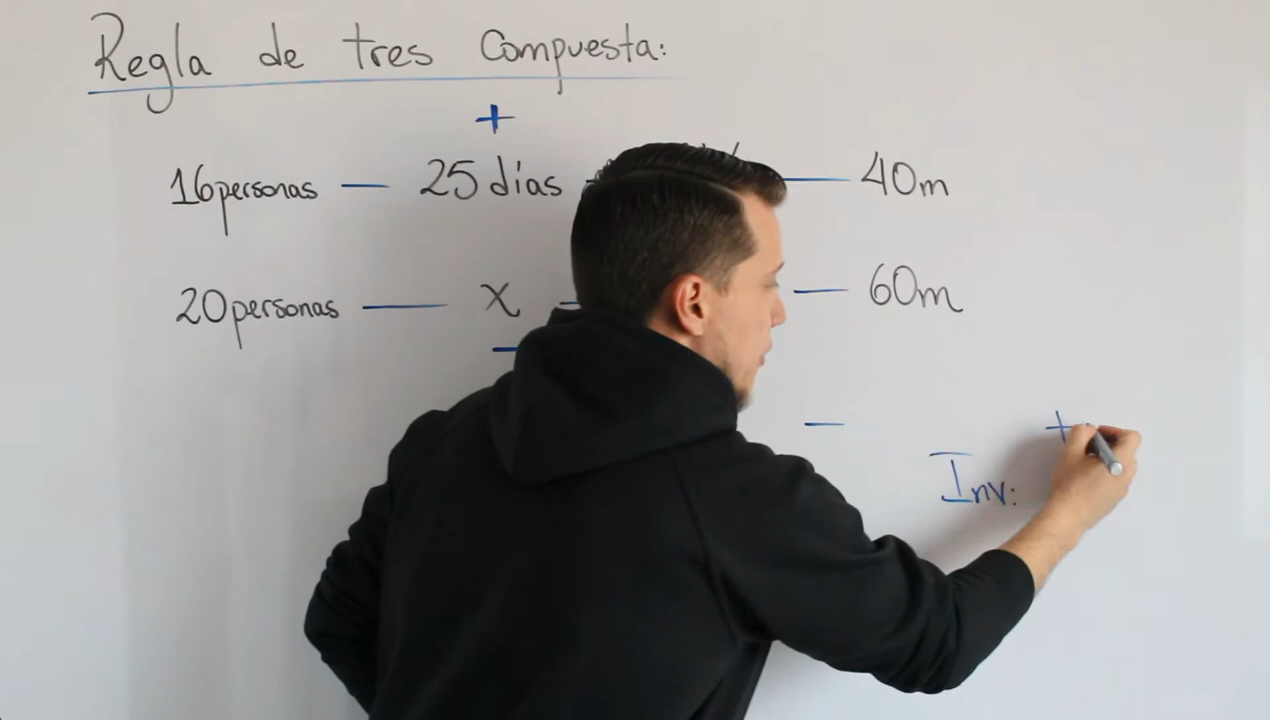 Regla de tres Compuesta:
+
16personas — 25 días — 40m
20personas — x — — 60m
—
— +
Inv: